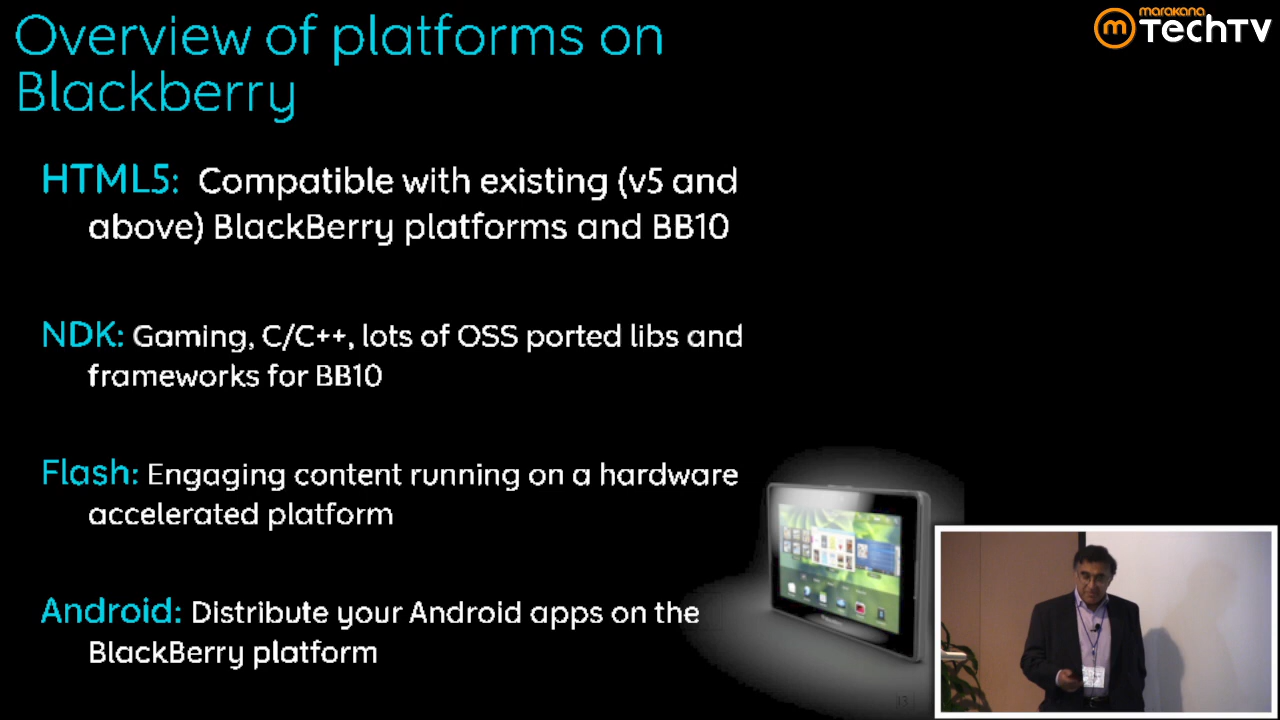 Overview of platforms on
Blackberry
marakana
m TechTV
HTML5: Compatible with existing (v5 and
above) BlackBerry platforms and BB10
NDK: Gaming, C/C++, lots of OSS ported libs and
frameworks for BB10
Flash: Engaging content running on a hardware
accelerated platform
Android: Distribute your Android apps on the
BlackBerry platform
13